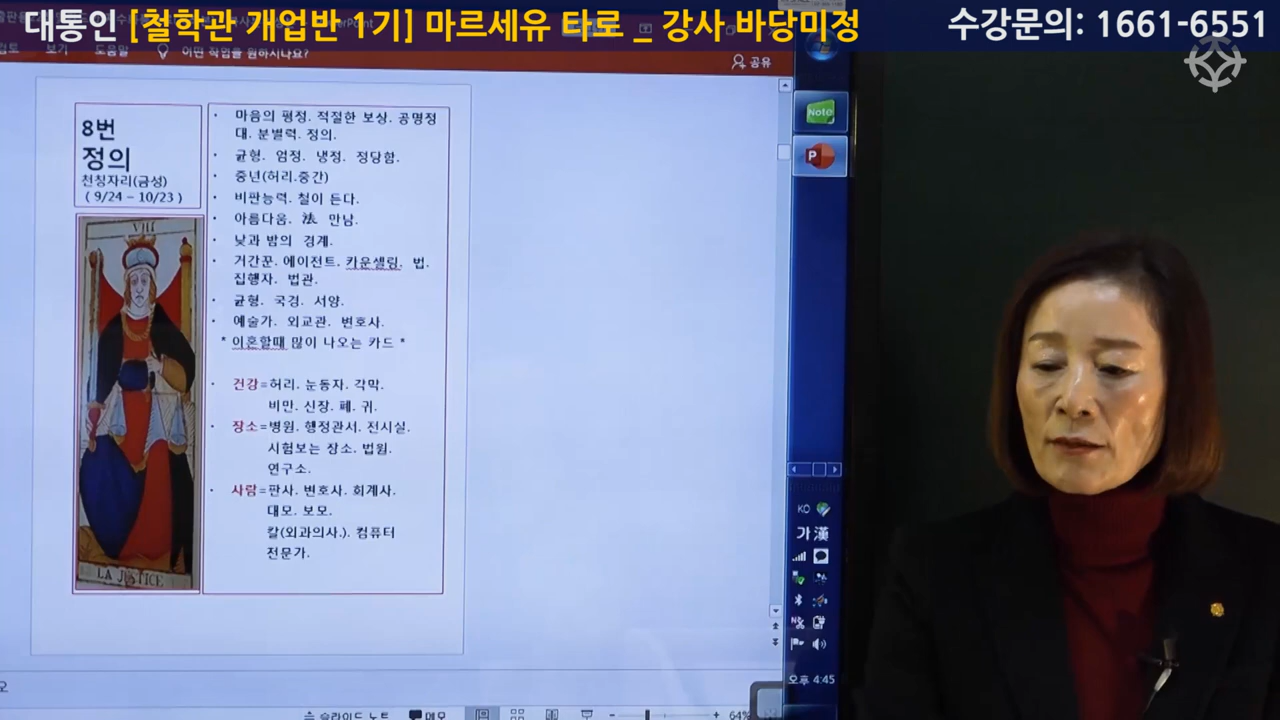 대통인 [철학관 개업반 1기] 마르세유 타로 _ 강사 바당미정
수강문의: 1661-6551
보기 도움말 어떤 작업을 원하시나요?
공유
8번
정의
천칭자리(금성)
( 9/24 – 10/23 )
VIII
LA JUSTICE
• 마음의 평정. 적절한 보상. 공명정
대. 분별력. 정의.
• 균형. 엄정. 냉정. 정당함.
• 중년(허리.중간)
• 비판능력. 철이 든다.
• 아름다움. 法 만남.
• 낮과 밤의 경계.
• 거간꾼. 에이전트. 카운셀링. 법.
집행자. 법관.
• 균형. 국경. 서양.
• 예술가. 외교관. 변호사.
* 이혼할때 많이 나오는 카드 *
• 건강=허리. 눈동자. 각막.
비만. 신장. 폐. 귀.
• 장소=병원. 행정관서. 전시실.
시험보는 장소. 법원.
연구소.
• 사람=판사. 변호사. 회계사.
대모. 보모.
칼(외과의사.). 컴퓨터
전문가.
Note
P
KO
가漢
오후 4:45
슬라이드 노트 메모
64%